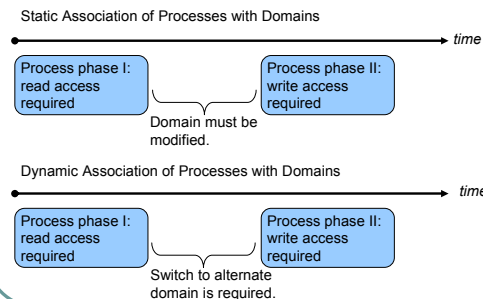 Static Association of Processes with Domains
time
Process phase I:
read access
required
Process phase II:
write access
required
Domain must be
modified.
Dynamic Association of Processes with Domains
time
Process phase I:
read access
required
Process phase II:
write access
required
Switch to alternate
domain is required.